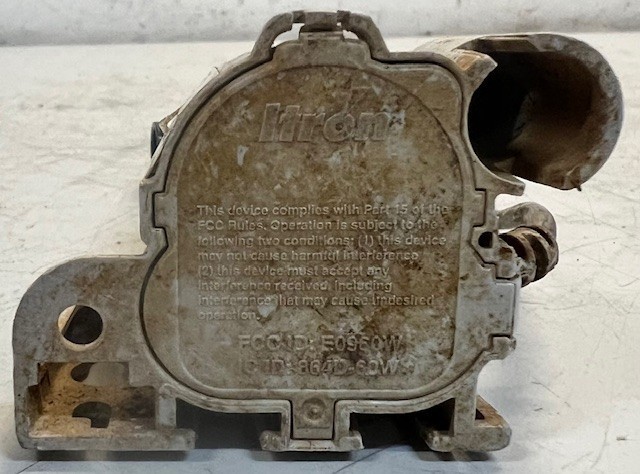 Itron
This device complies with Part 15 of the
FCC Rules. Operation is subject to the
following two conditions: (1) this device
may not cause harmful interference
(2) this device must accept any
interference received, including
interference that may cause undesired
operation.
FCC ID: EO960W
IC ID: 864D-60W